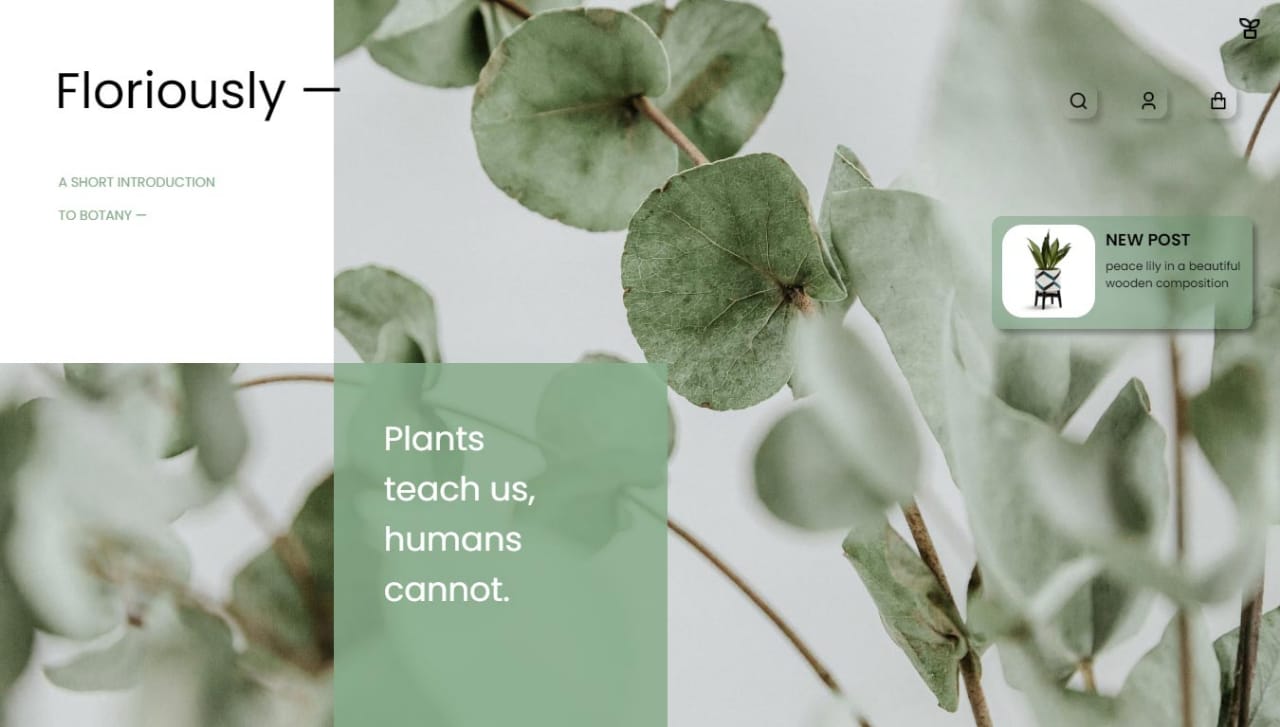 Floriously —
A SHORT INTRODUCTION
TO BOTANY —
NEW POST
peace lily in a beautiful
wooden composition
Plants
teach us,
humans
cannot.